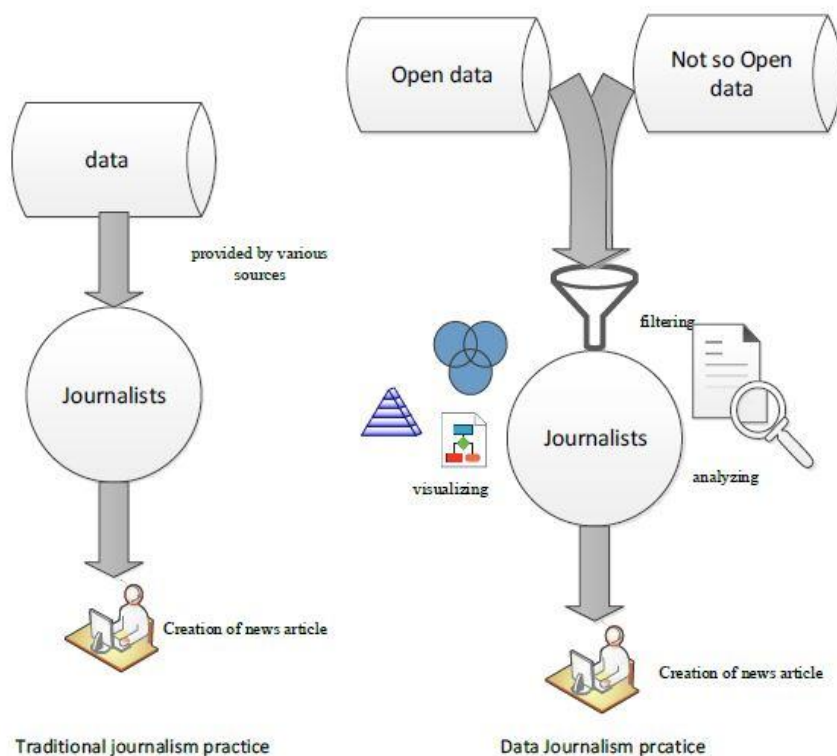 data
provided by various
sources
Journalists
Creation of news article
Traditional journalism practice
Open data
Not so Open
data
filtering
Journalists
visualizing
analyzing
Creation of news article
Data Journalism prcatice